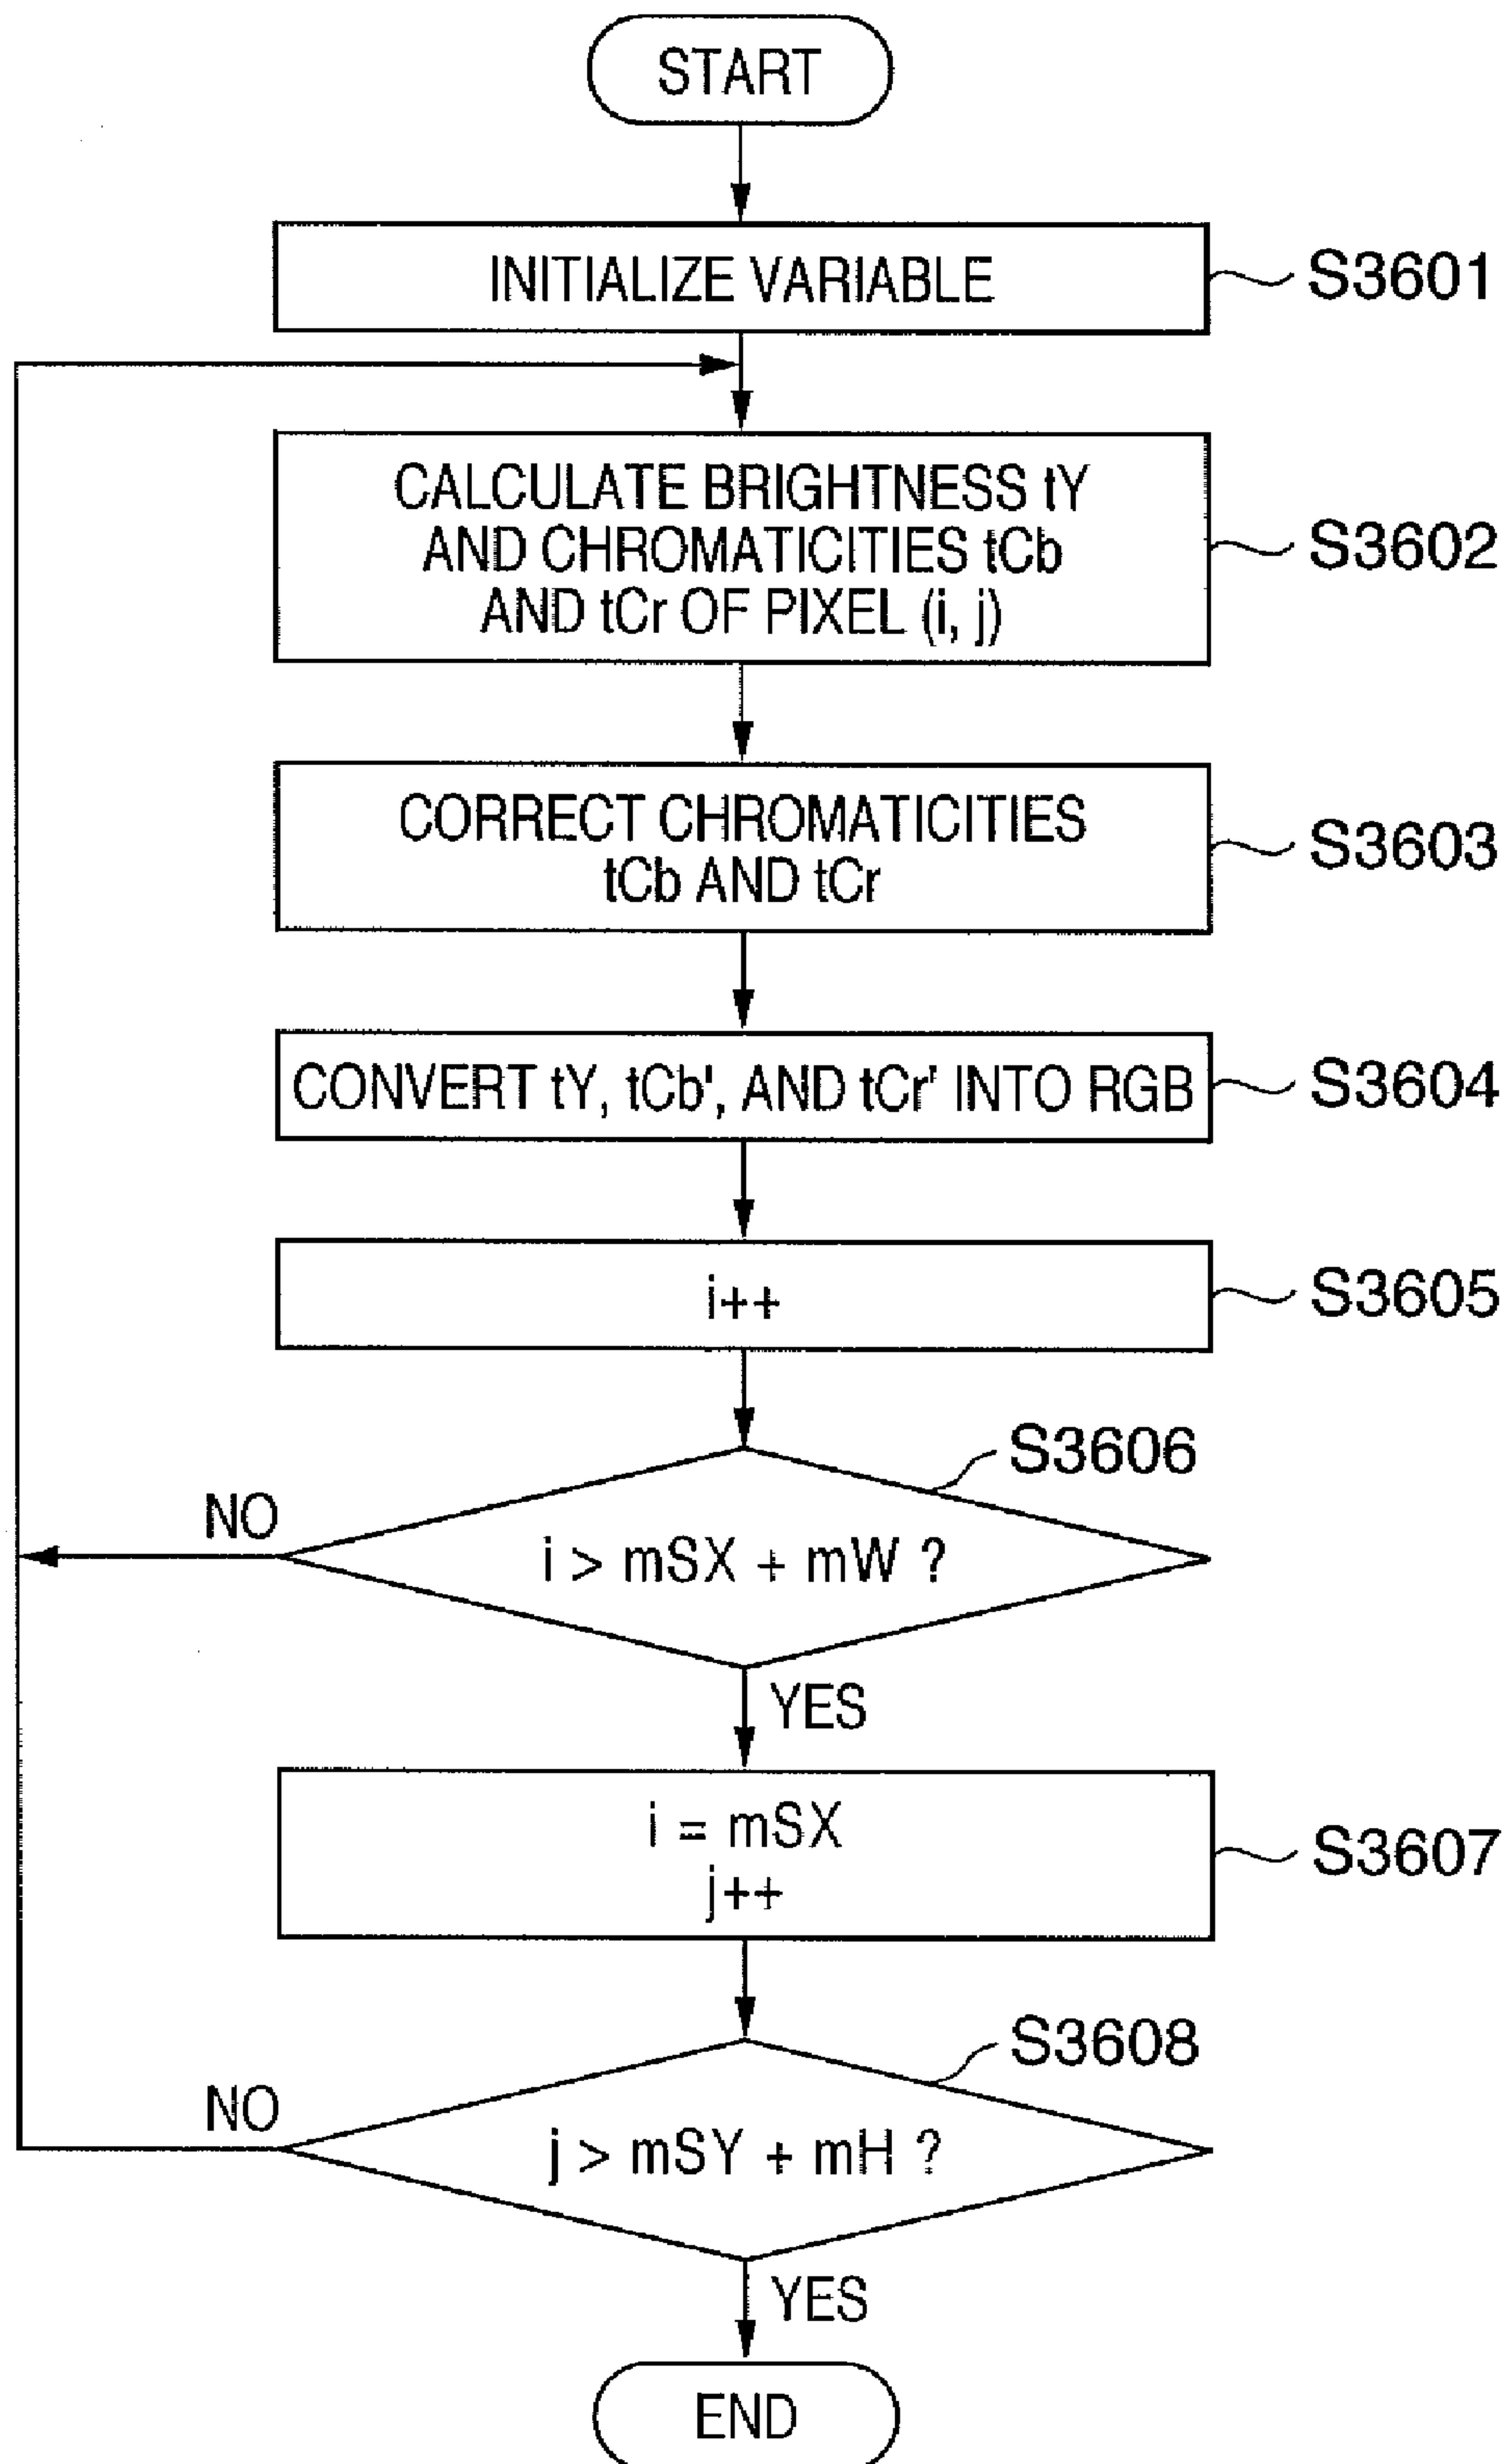 START
INITIALIZE VARIABLE
S3601
CALCULATE BRIGHTNESS tY
AND CHROMATICITIES tCb
AND tCr OF PIXEL (i, j)
S3602
CORRECT CHROMATICITIES
tCb AND tCr
S3603
CONVERT tY, tCb', AND tCr' INTO RGB
S3604
i++
S3605
S3606
NO
i > mSX + mW ?
YES
i = mSX
j++
S3607
S3608
NO
j > mSY + mH ?
YES
END